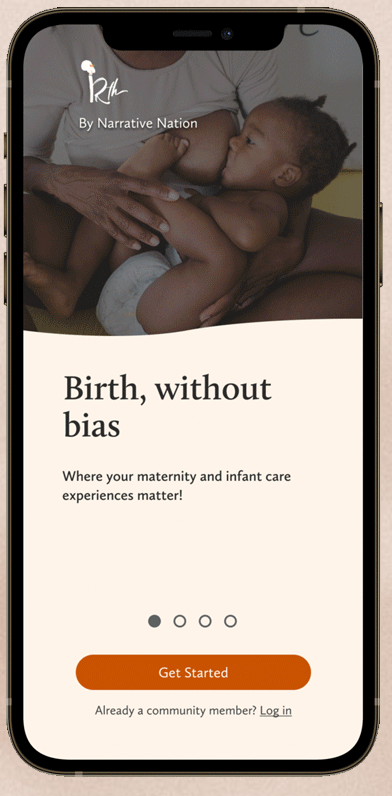 iRth
By Narrative Nation
Birth, without
bias
Where your maternity and infant care
experiences matter!
Get Started
Already a community member? Log in